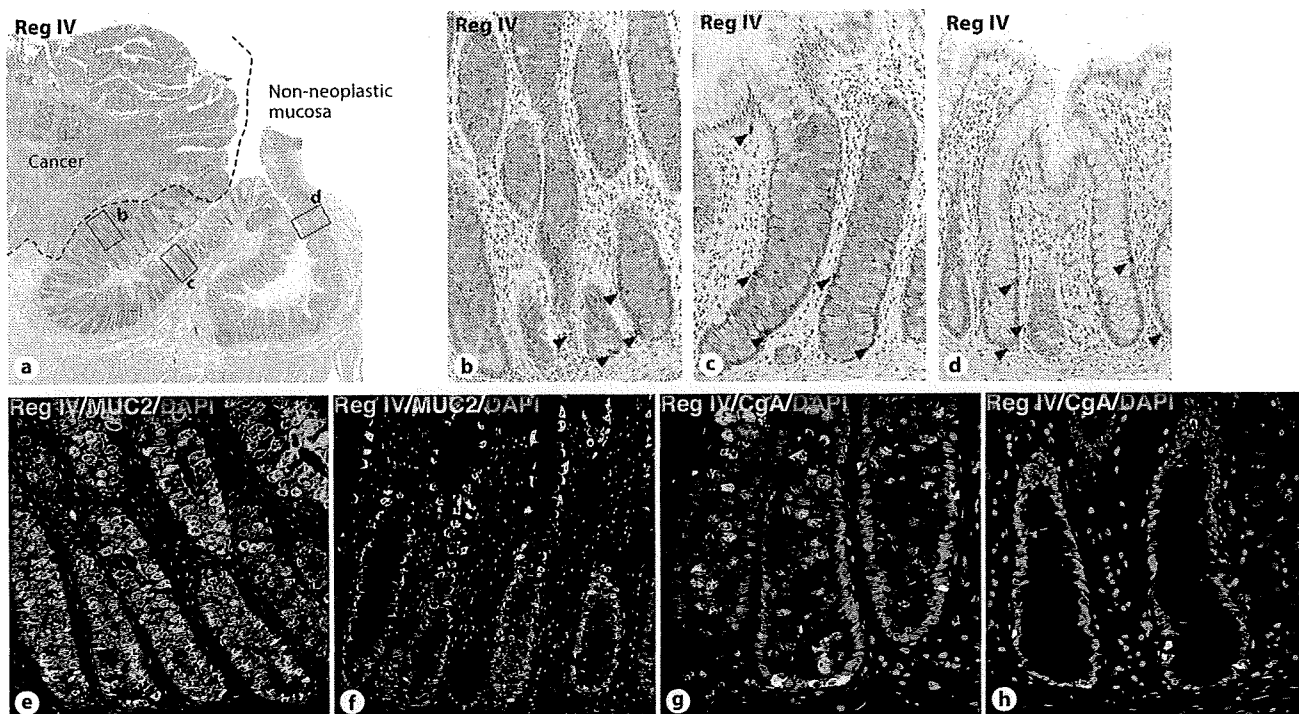 Reg IV
Non-neoplastic
mucosa
Cancer
b
c
d
a
Reg IV
b
Reg IV
c
Reg IV
d
Reg IV/MUC2/DAPI
e
Reg IV/MUC2/DAPI
f
Reg IV/CgA/DAPI
g
Reg IV/CgA/DAPI
h